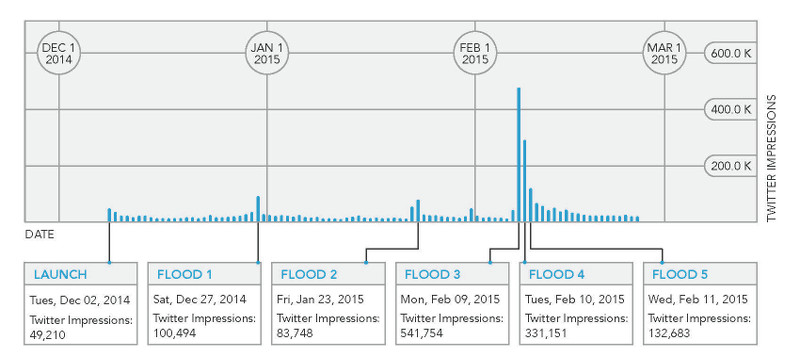 DEC 1
2014
JAN 1
2015
FEB 1
2015
MAR 1
2015
600.0 K
400.0 K
200.0 K
TWITTER IMPRESSIONS
DATE
LAUNCH
Tues, Dec 02, 2014
Twitter Impressions:
49,210
FLOOD 1
Sat, Dec 27, 2014
Twitter Impressions:
100,494
FLOOD 2
Fri, Jan 23, 2015
Twitter Impressions:
83,748
FLOOD 3
Mon, Feb 09, 2015
Twitter Impressions:
541,754
FLOOD 4
Tues, Feb 10, 2015
Twitter Impressions:
331,151
FLOOD 5
Wed, Feb 11, 2015
Twitter Impressions:
132,683